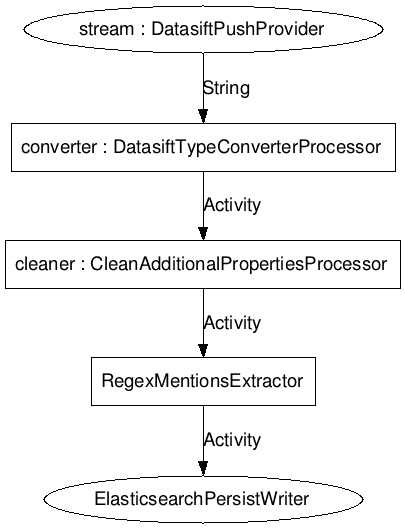 stream : DatasiftPushProvider
String
converter : DatasiftTypeConverterProcessor
Activity
cleaner : CleanAdditionalPropertiesProcessor
Activity
RegexMentionsExtractor
Activity
ElasticsearchPersistWriter